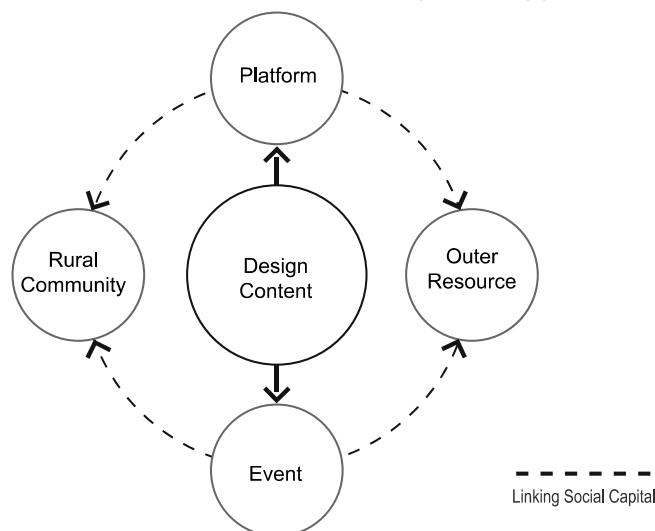 Platform
Rural
Community
Design
Content
Outer
Resource
Event
Linking Social Capital